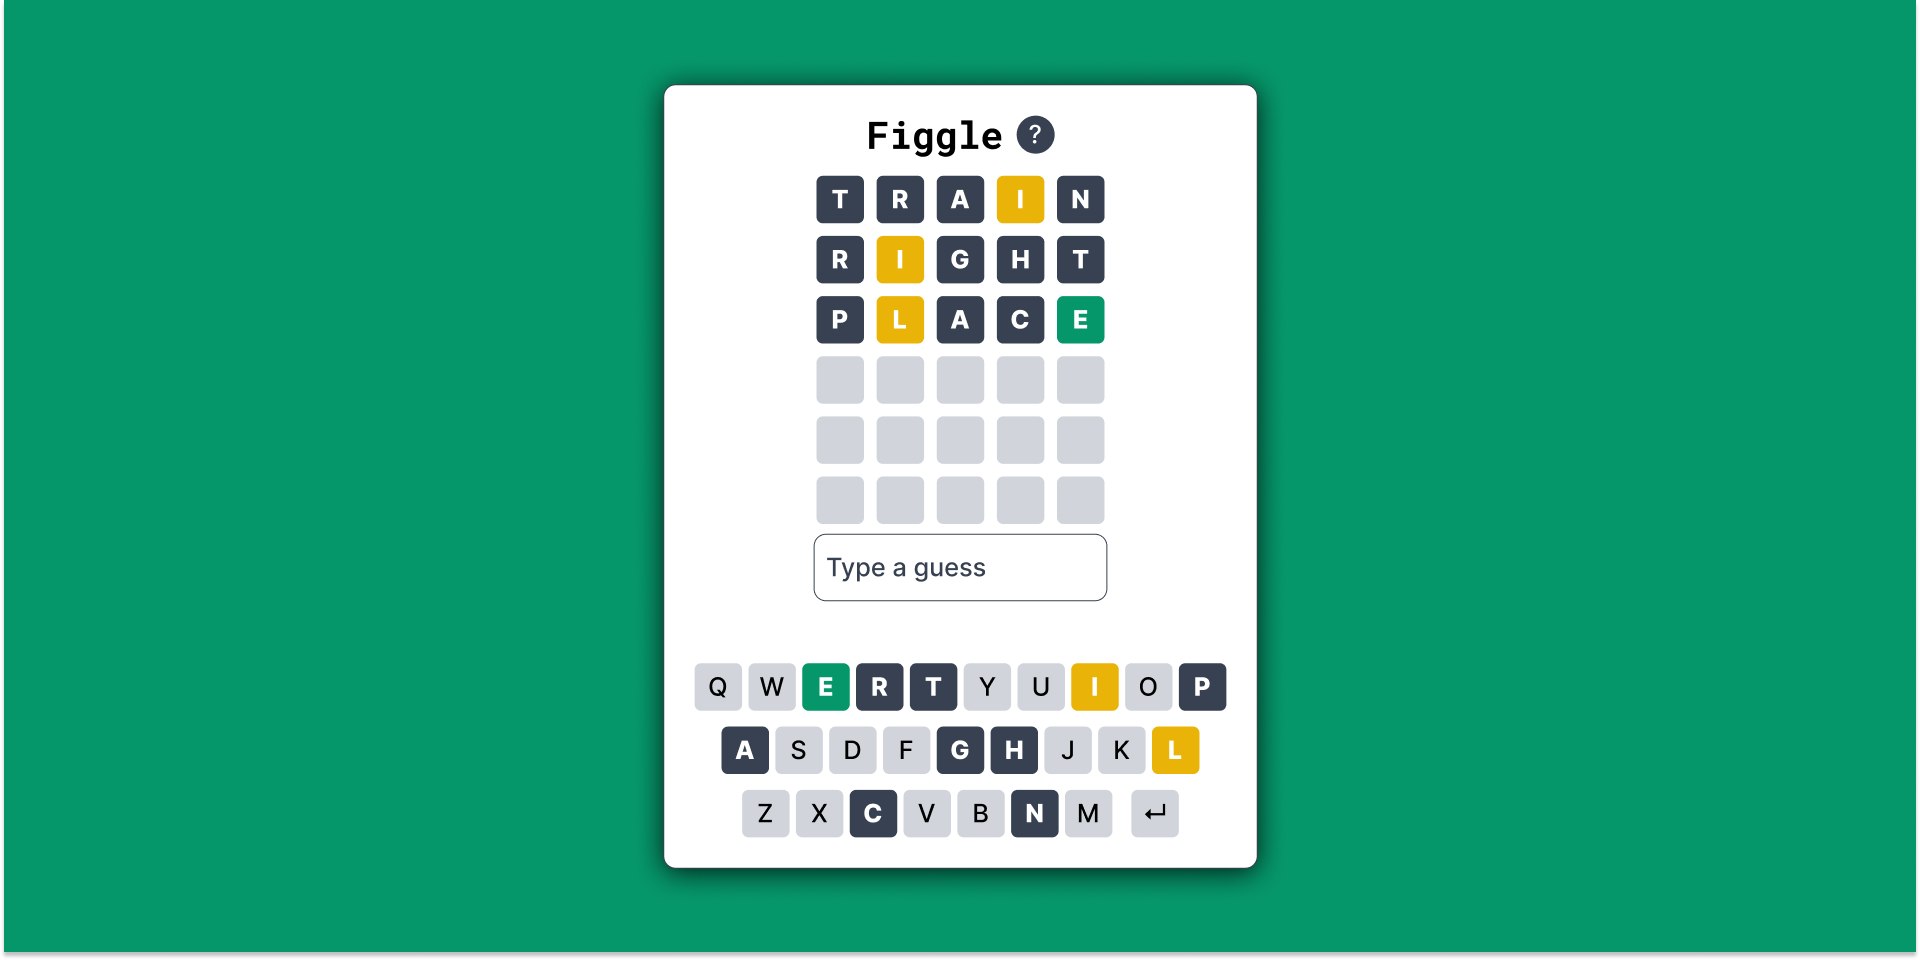 Figgle ?
T R A I N
R I G H T
P L A C E
Type a guess
Q W E R T Y U I O P
A S D F G H J K L
Z X C V B N M ↵